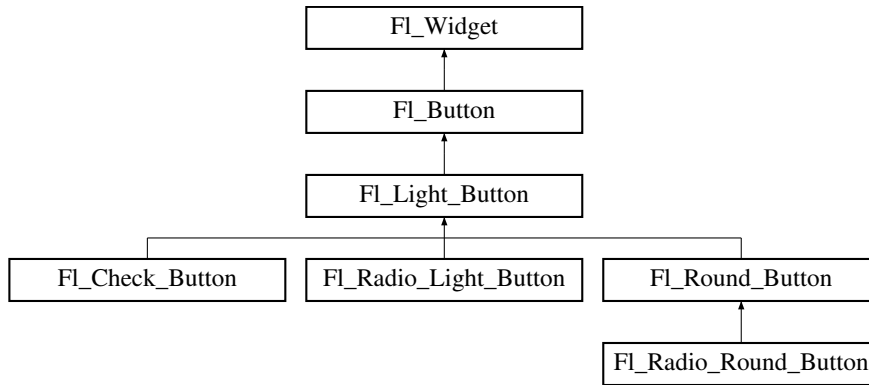 Fl_Widget
Fl_Button
Fl_Light_Button
Fl_Check_Button
Fl_Radio_Light_Button
Fl_Round_Button
Fl_Radio_Round_Button